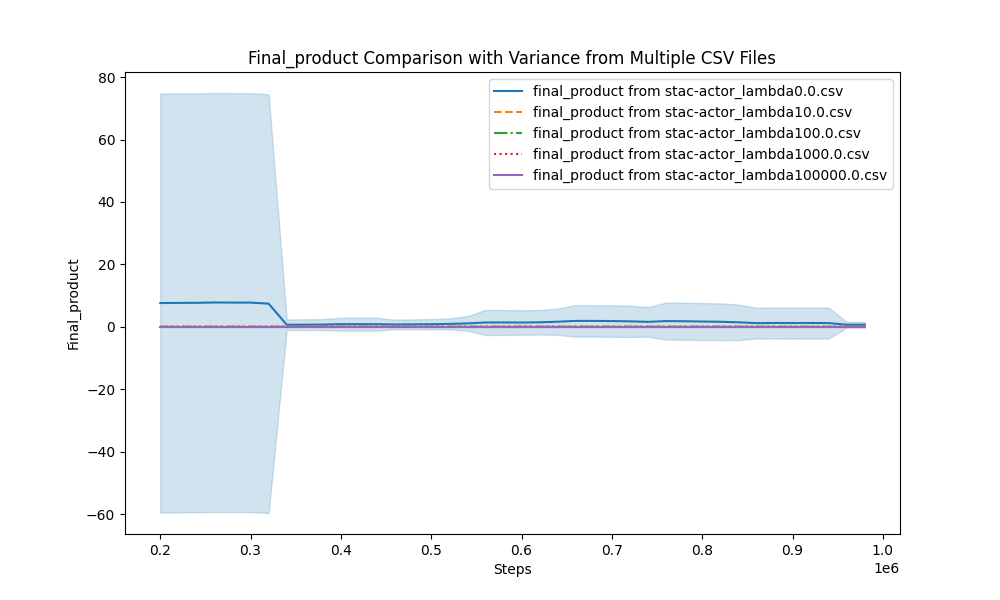 Final_product Comparison with Variance from Multiple CSV Files
final_product from stac-actor_lambda0.0.csv
final_product from stac-actor_lambda10.0.csv
final_product from stac-actor_lambda100.0.csv
final_product from stac-actor_lambda1000.0.csv
final_product from stac-actor_lambda100000.0.csv
Final_product
80
60
40
20
0
−20
−40
−60
0.2 0.3 0.4 0.5 0.6 0.7 0.8 0.9 1.0
1e6
Steps